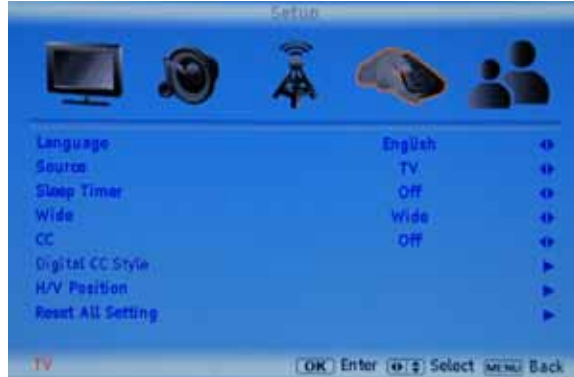 Setup
Language English
Source TV
Sleep Timer Off
Wide Wide
CC Off
Digital CC Style
H/V Position
Reset All Setting
TV OK Enter Select MENU Back